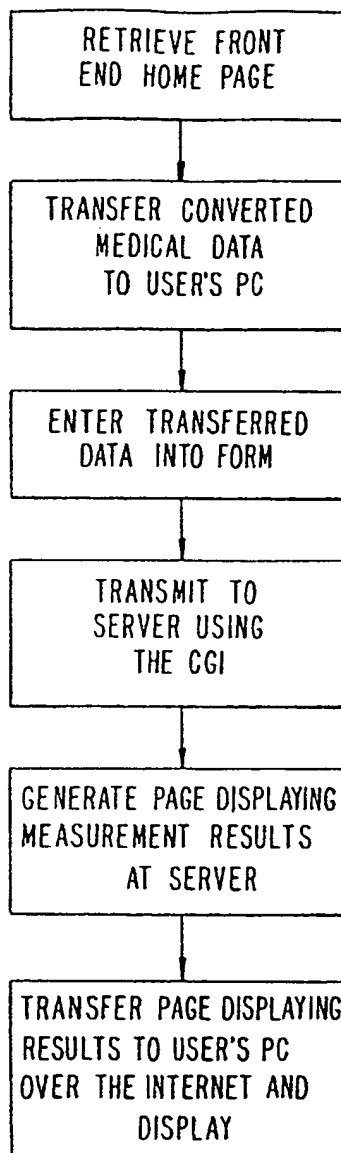 RETRIEVE FRONT
END HOME PAGE
TRANSFER CONVERTED
MEDICAL DATA
TO USER'S PC
ENTER TRANSFERRED
DATA INTO FORM
TRANSMIT TO
SERVER USING
THE CGI
GENERATE PAGE DISPLAYING
MEASUREMENT RESULTS
AT SERVER
TRANSFER PAGE DISPLAYING
RESULTS TO USER'S PC
OVER THE INTERNET AND
DISPLAY